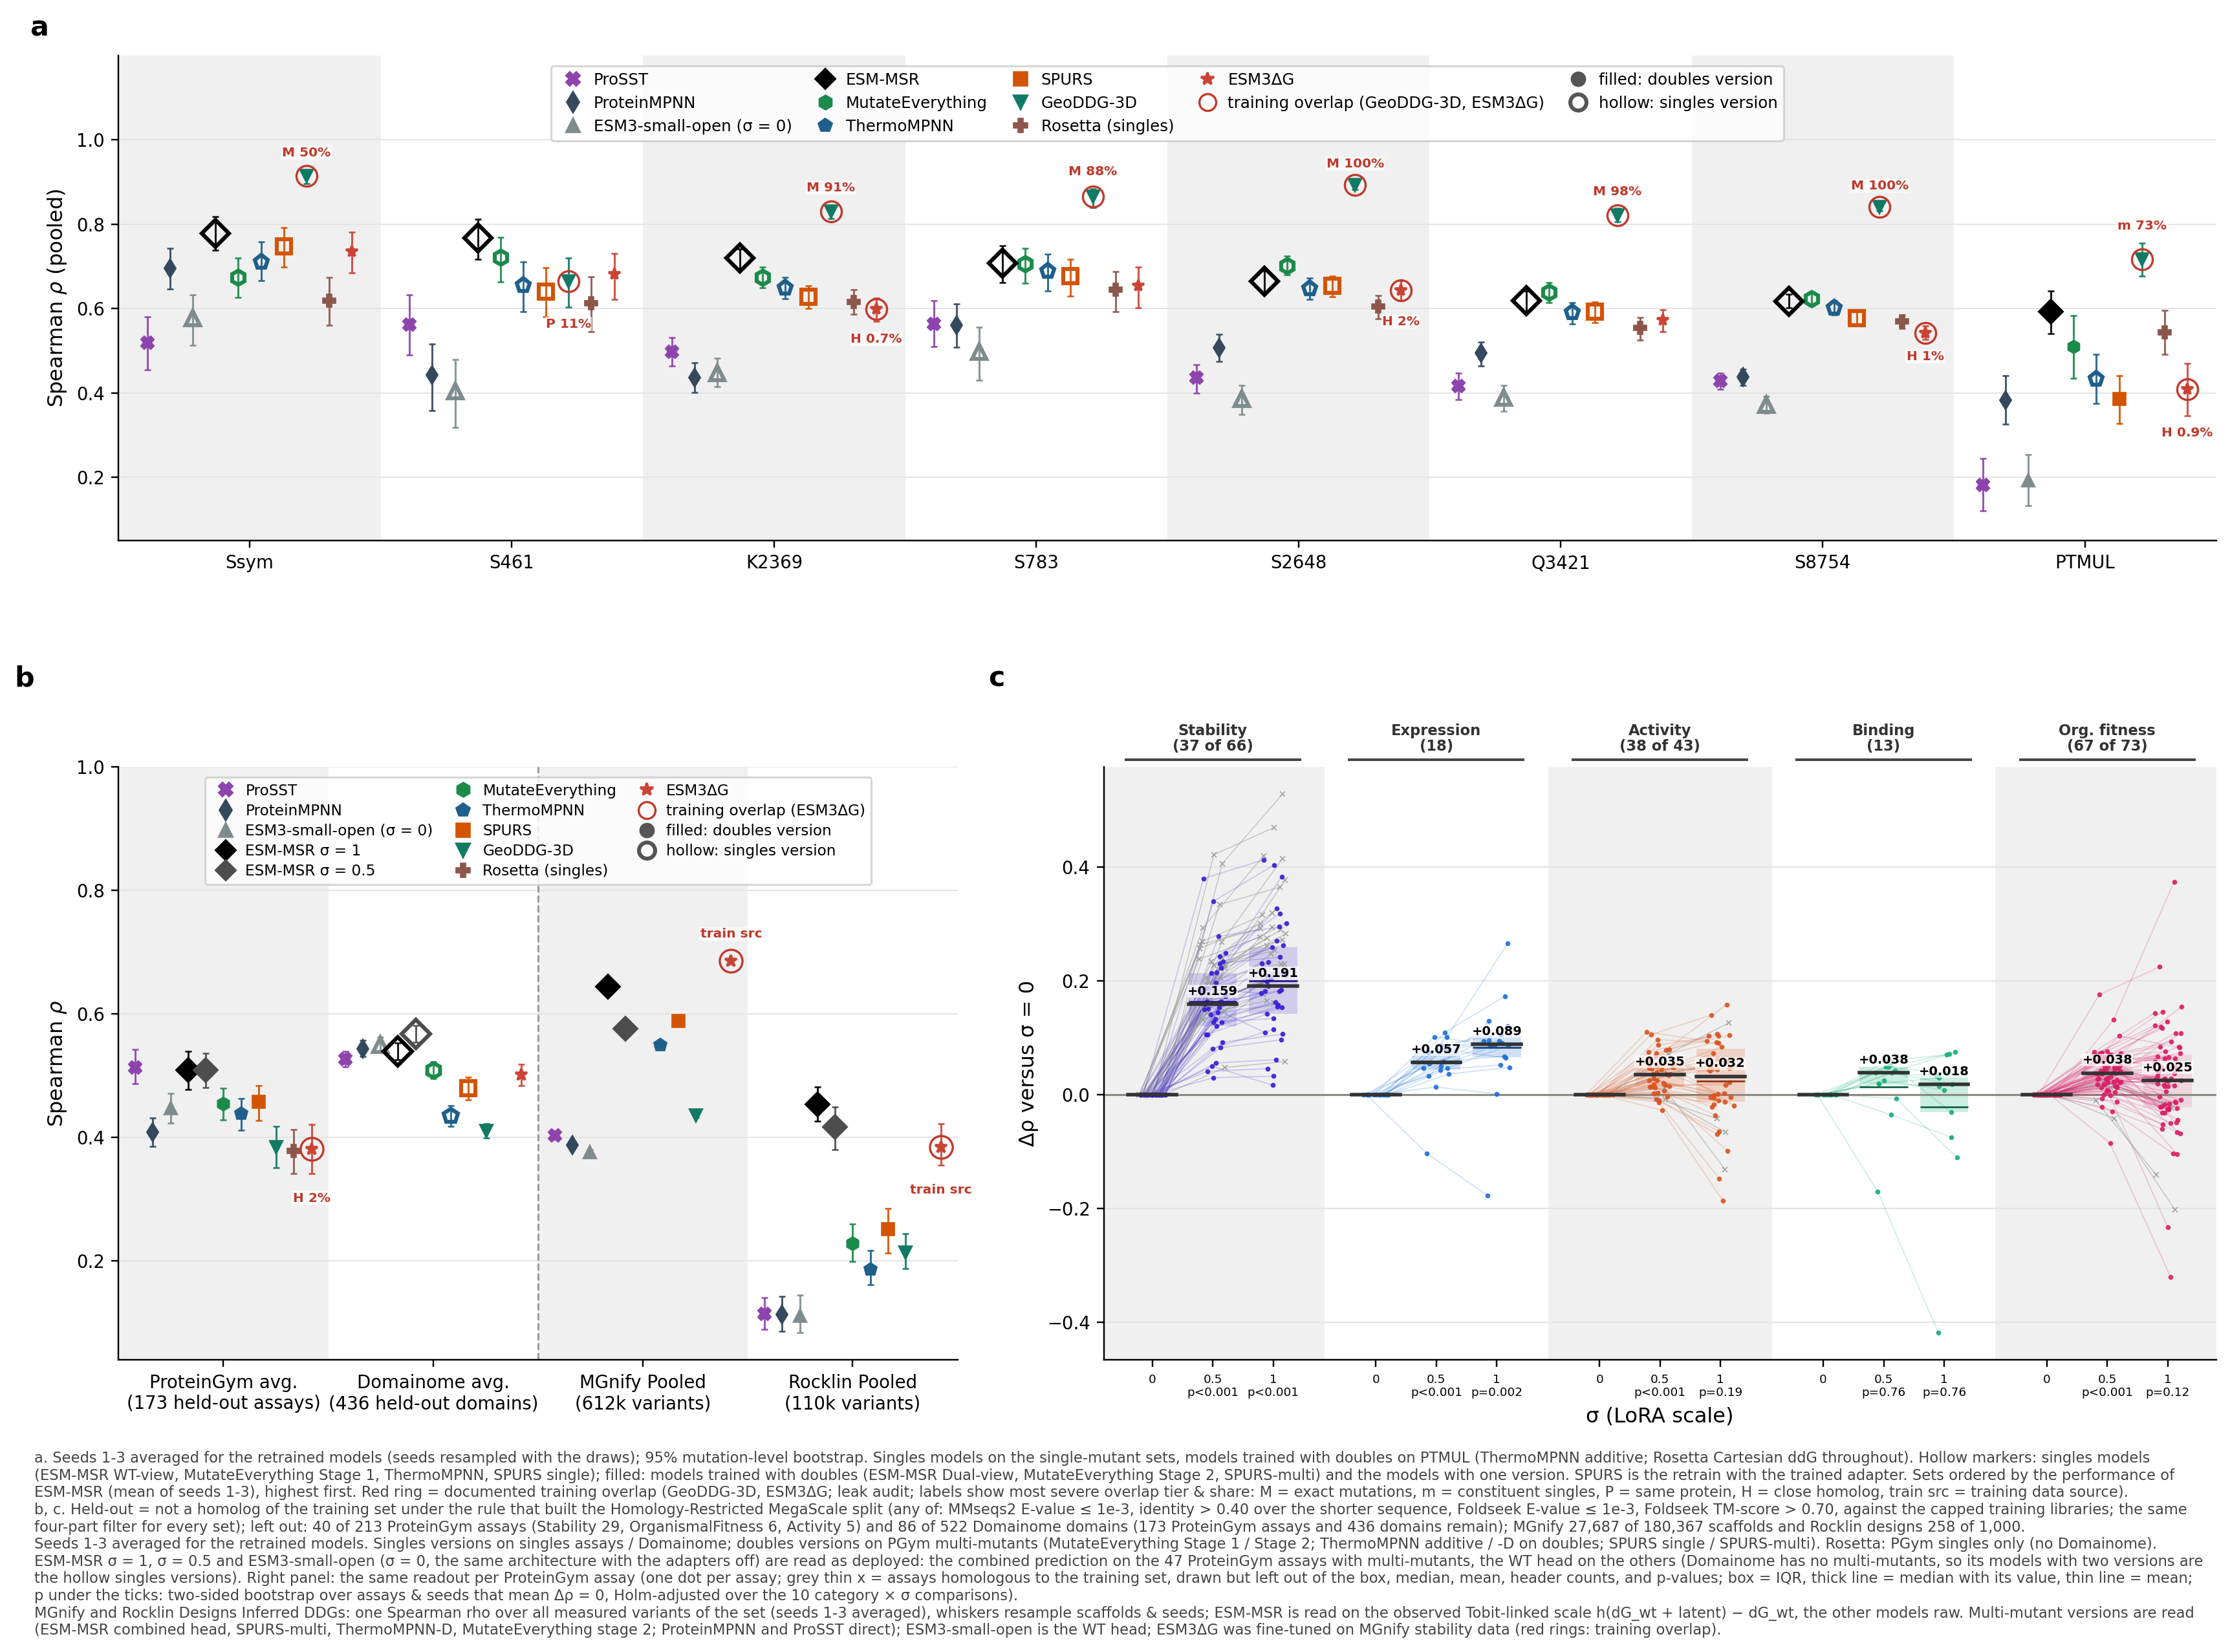 a
ProSST
ProteinMPNN
ESM3-small-open (σ = 0)
ESM-MSR
MutateEverything
ThermoMPNN
SPURS
GeoDDG-3D
Rosetta (singles)
ESM3ΔG
training overlap (GeoDDG-3D, ESM3ΔG)
filled: doubles version
hollow: singles version
Spearman ρ (pooled)
1.0
0.8
0.6
0.4
0.2
M 50%
P 11%
M 91%
H 0.7%
M 88%
M 100%
H 2%
M 98%
M 100%
H 1%
m 73%
H 0.9%
Ssym
S461
K2369
S783
S2648
Q3421
S8754
PTMUL
b
ProSST
ProteinMPNN
ESM3-small-open (σ = 0)
ESM-MSR σ = 1
ESM-MSR σ = 0.5
MutateEverything
ThermoMPNN
SPURS
GeoDDG-3D
Rosetta (singles)
ESM3ΔG
training overlap (ESM3ΔG)
filled: doubles version
hollow: singles version
Spearman ρ
1.0
0.8
0.6
0.4
0.2
H 2%
train src
train src
ProteinGym avg.
(173 held-out assays)
Domainome avg.
(436 held-out domains)
MGnify Pooled
(612k variants)
Rocklin Pooled
(110k variants)
c
Stability
(37 of 66)
Expression
(18)
Activity
(38 of 43)
Binding
(13)
Org. fitness
(67 of 73)
Δρ versus σ = 0
0.4
0.2
0.0
−0.2
−0.4
+0.159
+0.191
+0.057
+0.089
+0.035
+0.032
+0.038
+0.018
+0.038
+0.025
0
0.5
p<0.001
1
p<0.001
0
0.5
p<0.001
1
p=0.002
0
0.5
p<0.001
1
p=0.19
0
0.5
p=0.76
1
p=0.76
0
0.5
p<0.001
1
p=0.12
σ (LoRA scale)
a. Seeds 1-3 averaged for the retrained models (seeds resampled with the draws); 95% mutation-level bootstrap. Singles models on the single-mutant sets, models trained with doubles on PTMUL (ThermoMPNN additive; Rosetta Cartesian ddG throughout). Hollow markers: singles models
(ESM-MSR WT-view, MutateEverything Stage 1, ThermoMPNN, SPURS single); filled: models trained with doubles (ESM-MSR Dual-view, MutateEverything Stage 2, SPURS-multi) and the models with one version. SPURS is the retrain with the trained adapter. Sets ordered by the performance of
ESM-MSR (mean of seeds 1-3), highest first. Red ring = documented training overlap (GeoDDG-3D, ESM3ΔG; leak audit; labels show most severe overlap tier & share: M = exact mutations, m = constituent singles, P = same protein, H = close homolog, train src = training data source).
b, c. Held-out = not a homolog of the training set under the rule that built the Homology-Restricted MegaScale split (any of: MMseqs2 E-value ≤ 1e-3, identity > 0.40 over the shorter sequence, Foldseek E-value ≤ 1e-3, Foldseek TM-score > 0.70, against the capped training libraries; the same
four-part filter for every set); left out: 40 of 213 ProteinGym assays (Stability 29, OrganismalFitness 6, Activity 5) and 86 of 522 Domainome domains (173 ProteinGym assays and 436 domains remain); MGnify 27,687 of 180,367 scaffolds and Rocklin designs 258 of 1,000.
Seeds 1-3 averaged for the retrained models. Singles versions on singles assays / Domainome; doubles versions on PGym multi-mutants (MutateEverything Stage 1 / Stage 2; ThermoMPNN additive / -D on doubles; SPURS single / SPURS-multi). Rosetta: PGym singles only (no Domainome).
ESM-MSR σ = 1, σ = 0.5 and ESM3-small-open (σ = 0, the same architecture with the adapters off) are read as deployed: the combined prediction on the 47 ProteinGym assays with multi-mutants, the WT head on the others (Domainome has no multi-mutants, so its models with two versions are
the hollow singles versions). Right panel: the same readout per ProteinGym assay (one dot per assay; grey thin x = assays homologous to the training set, drawn but left out of the box, median, mean, header counts, and p-values; box = IQR, thick line = median with its value, thin line = mean;
p under the ticks: two-sided bootstrap over assays & seeds that mean Δρ = 0, Holm-adjusted over the 10 category × σ comparisons).
MGnify and Rocklin Designs Inferred DDGs: one Spearman rho over all measured variants of the set (seeds 1-3 averaged), whiskers resample scaffolds & seeds; ESM-MSR is read on the observed Tobit-linked scale h(dG_wt + latent) − dG_wt, the other models raw. Multi-mutant versions are read
(ESM-MSR combined head, SPURS-multi, ThermoMPNN-D, MutateEverything stage 2; ProteinMPNN and ProSST direct); ESM3-small-open is the WT head; ESM3ΔG was fine-tuned on MGnify stability data (red rings: training overlap).